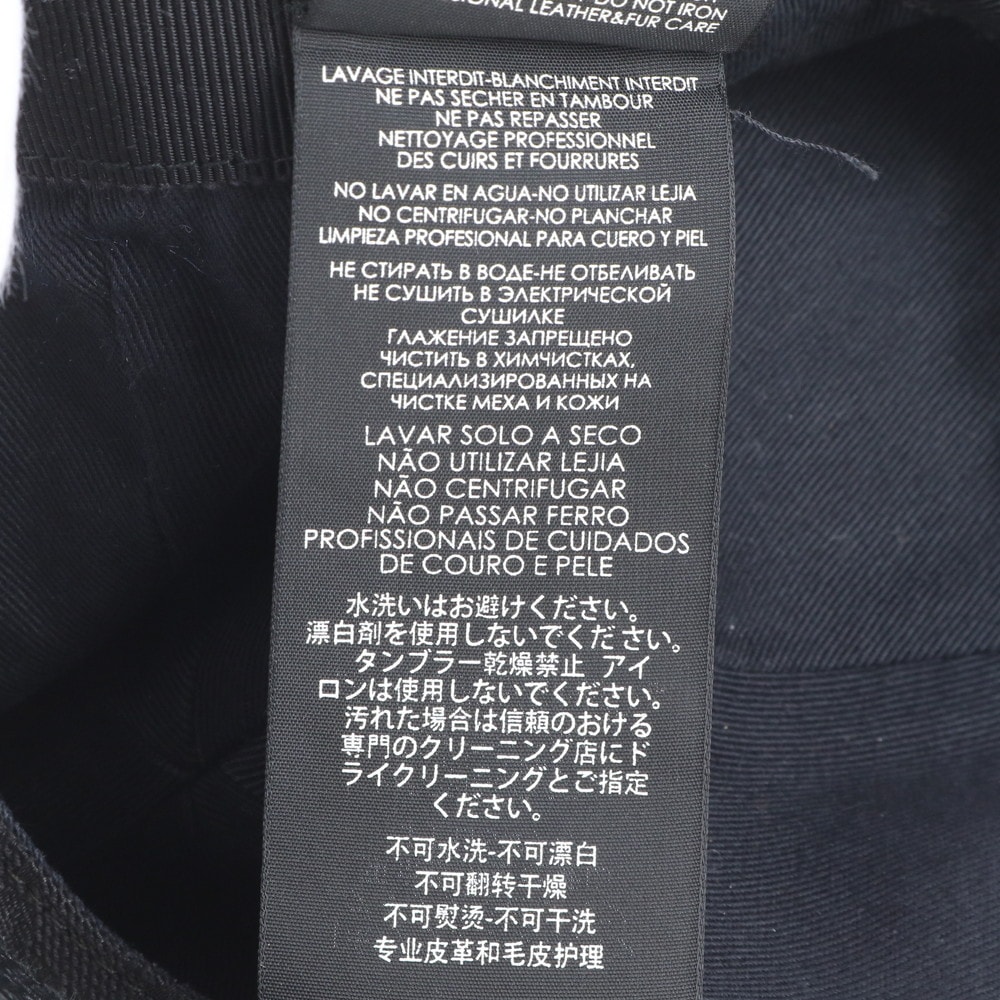 DO NOT IRON
LEATHER&FUR CARE
LAVAGE INTERDIT-BLANCHIMENT INTERDIT
NE PAS SECHER EN TAMBOUR
NE PAS REPASSER
NETTOYAGE PROFESSIONNEL
DES CUIRS ET FOURRURES
NO LAVAR EN AGUA-NO UTILIZAR LEJIA
NO CENTRIFUGAR-NO PLANCHAR
LIMPIEZA PROFESIONAL PARA CUERO Y PIEL
НЕ СТИРАТЬ В ВОДЕ-НЕ ОТБЕЛИВАТЬ
НЕ СУШИТЬ В ЭЛЕКТРИЧЕСКОЙ
СУШИЛКЕ
ГЛАЖЕНИЕ ЗАПРЕЩЕНО
ЧИСТИТЬ В ХИМЧИСТКАХ,
СПЕЦИАЛИЗИРОВАННЫХ НА
ЧИСТКЕ МЕХА И КОЖИ
LAVAR SOLO A SECO
NÃO UTILIZAR LEJIA
NÃO CENTRIFUGAR
NÃO PASSAR FERRO
PROFISSIONAIS DE CUIDADOS
DE COURO E PELE
水洗いはお避けください。
漂白剤を使用しないでください。
タンブラー乾燥禁止 アイ
ロンは使用しないでください。
汚れた場合は信頼のおける
専門のクリーニング店にド
ライクリーニングとご指定
ください。
不可水洗-不可漂白
不可翻转干燥
不可熨烫-不可干洗
专业皮革和毛皮护理